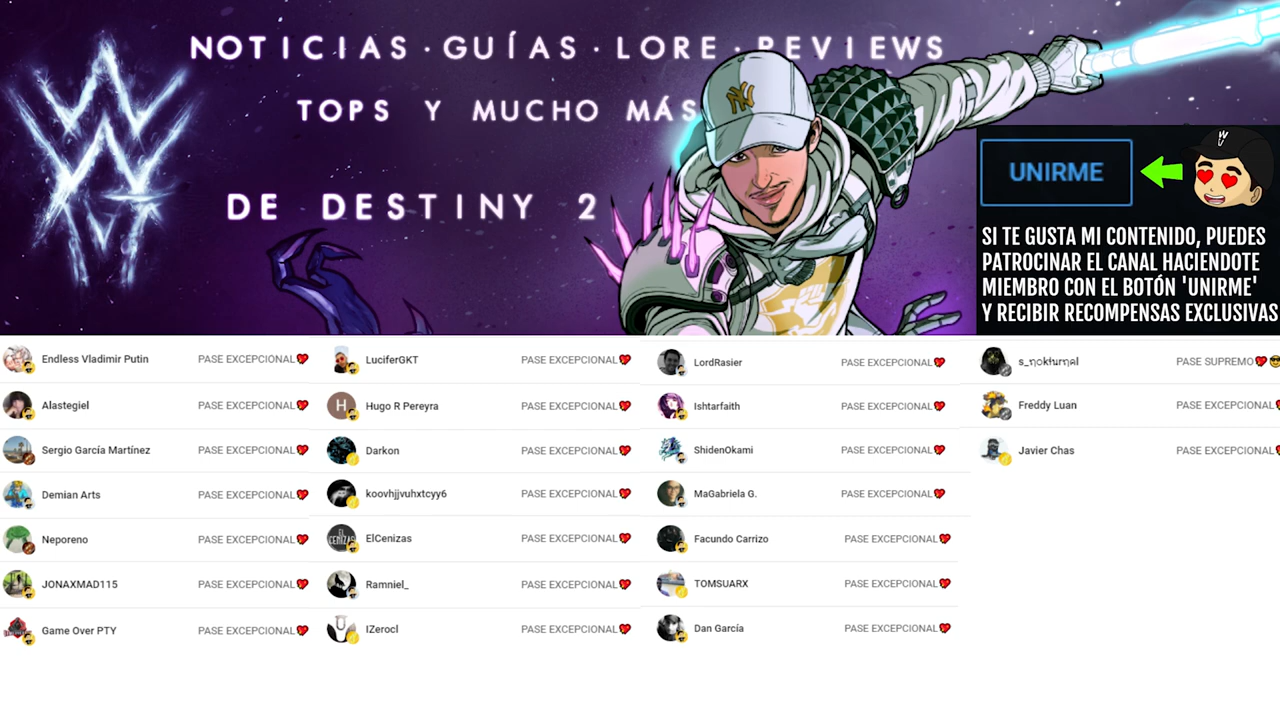 NOTICIAS · GUÍAS · LORE · REVIEWS
TOPS Y MUCHO MÁS
DE DESTINY 2
UNIRME
SI TE GUSTA MI CONTENIDO, PUEDES
PATROCINAR EL CANAL HACIENDOTE
MIEMBRO CON EL BOTÓN 'UNIRME'
Y RECIBIR RECOMPENSAS EXCLUSIVAS
Endless Vladimir Putin PASE EXCEPCIONAL
Alastegiel PASE EXCEPCIONAL
Sergio García Martínez PASE EXCEPCIONAL
Demian Arts PASE EXCEPCIONAL
Neporeno PASE EXCEPCIONAL
JONAXMAD115 PASE EXCEPCIONAL
Game Over PTY PASE EXCEPCIONAL
LuciferGKT PASE EXCEPCIONAL
H Hugo R Pereyra PASE EXCEPCIONAL
Darkon PASE EXCEPCIONAL
koovhjjvuhxtcyy6 PASE EXCEPCIONAL
EL CENIZAS ElCenizas PASE EXCEPCIONAL
Ramniel_ PASE EXCEPCIONAL
IZerocl PASE EXCEPCIONAL
LordRasier PASE EXCEPCIONAL
Ishtarfaith PASE EXCEPCIONAL
ShidenOkami PASE EXCEPCIONAL
MaGabriela G. PASE EXCEPCIONAL
Facundo Carrizo PASE EXCEPCIONAL
TOMSUARX PASE EXCEPCIONAL
Dan García PASE EXCEPCIONAL
s_ηokŧurηal PASE SUPREMO
Freddy Luan PASE EXCEPCIONAL
Javier Chas PASE EXCEPCIONAL